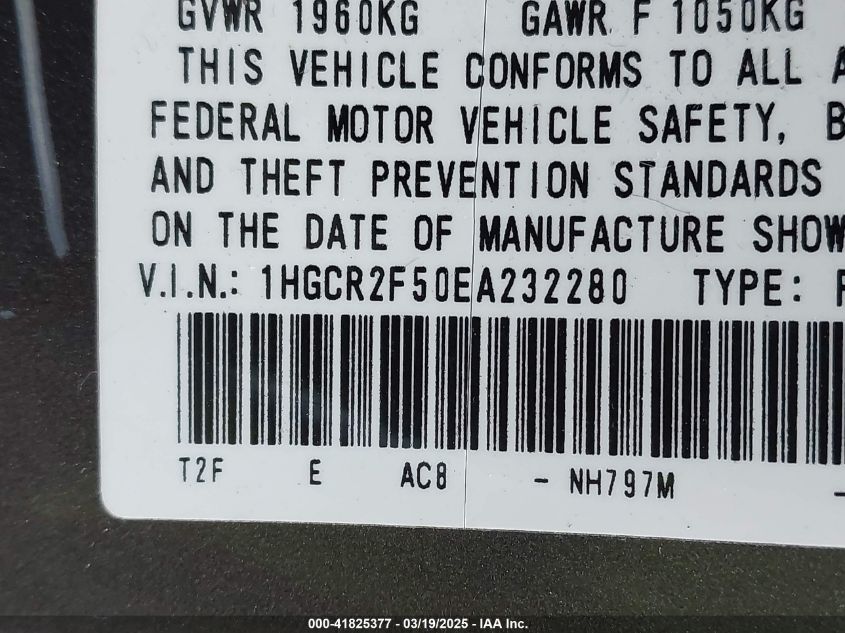 GVWR 1960KG GAWR F 1050KG
THIS VEHICLE CONFORMS TO ALL A
FEDERAL MOTOR VEHICLE SAFETY, B
AND THEFT PREVENTION STANDARDS
ON THE DATE OF MANUFACTURE SHOW
V.I.N.: 1HGCR2F50EA232280 TYPE: P
T2F E AC8 - NH797M -
000-41825377 - 03/19/2025 - IAA Inc.